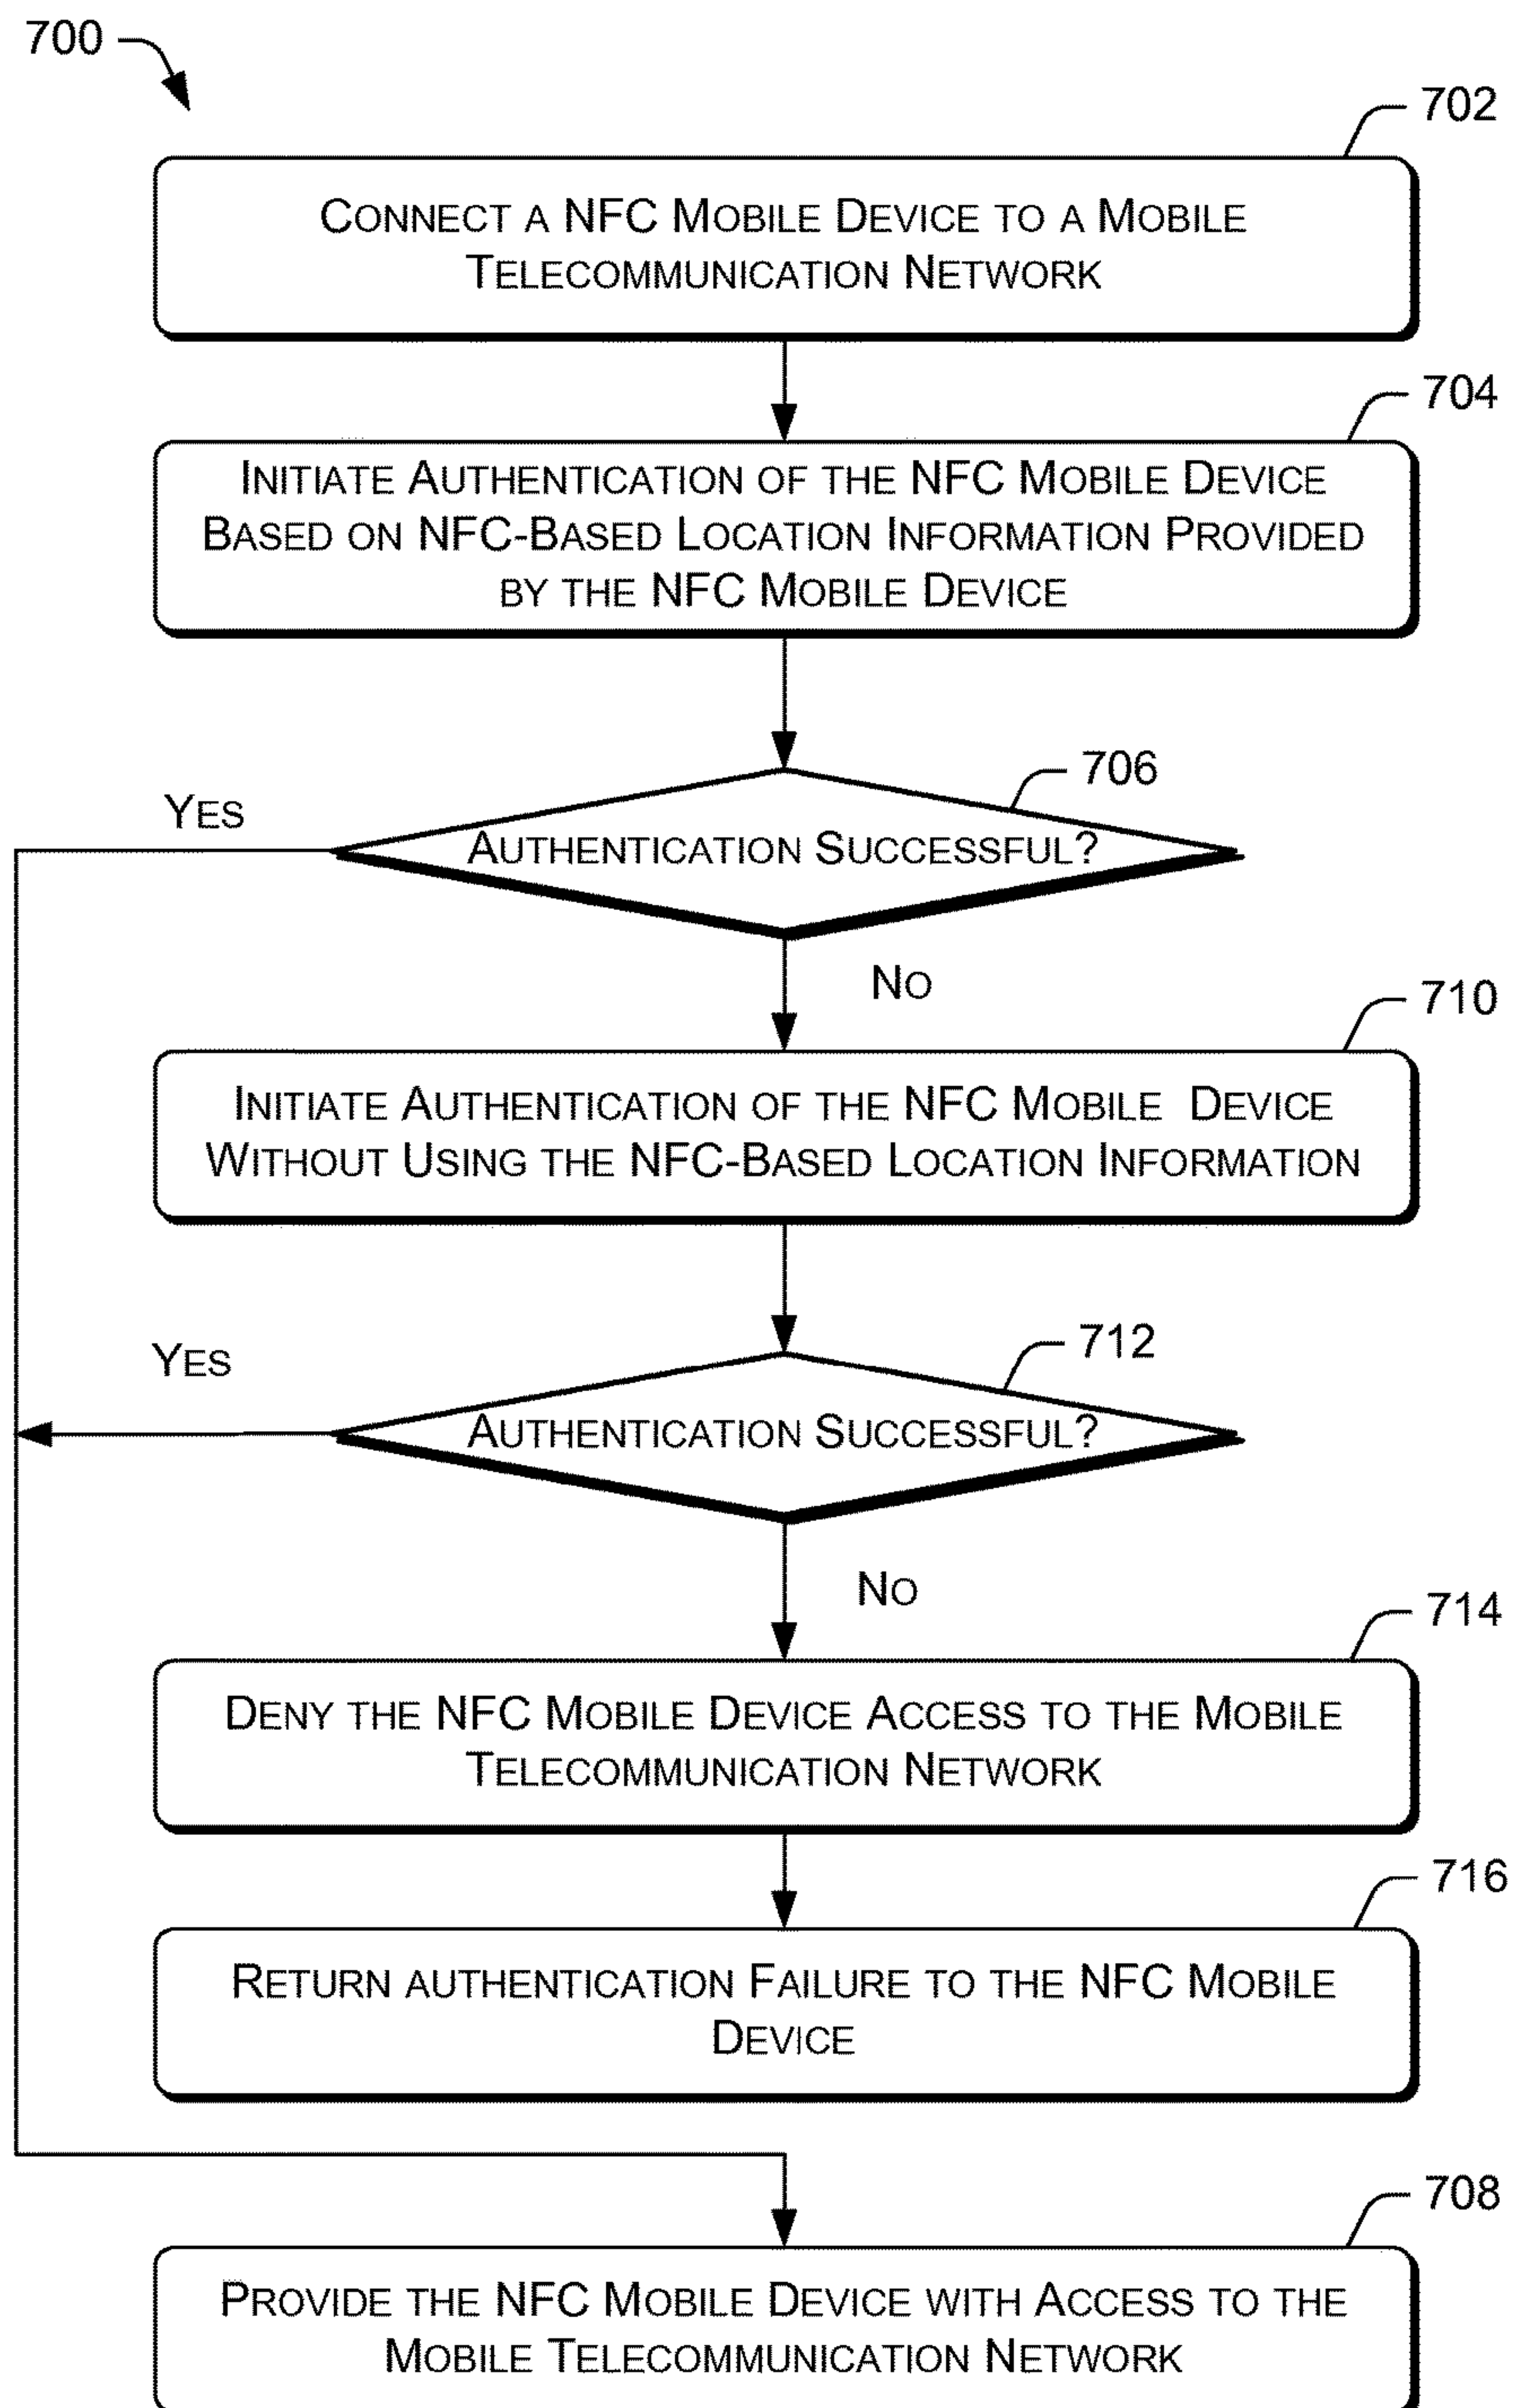 700
702
CONNECT A NFC MOBILE DEVICE TO A MOBILE
TELECOMMUNICATION NETWORK
704
INITIATE AUTHENTICATION OF THE NFC MOBILE DEVICE
BASED ON NFC-BASED LOCATION INFORMATION PROVIDED
BY THE NFC MOBILE DEVICE
706
YES
AUTHENTICATION SUCCESSFUL?
NO
710
INITIATE AUTHENTICATION OF THE NFC MOBILE DEVICE
WITHOUT USING THE NFC-BASED LOCATION INFORMATION
712
YES
AUTHENTICATION SUCCESSFUL?
NO
714
DENY THE NFC MOBILE DEVICE ACCESS TO THE MOBILE
TELECOMMUNICATION NETWORK
716
RETURN AUTHENTICATION FAILURE TO THE NFC MOBILE
DEVICE
708
PROVIDE THE NFC MOBILE DEVICE WITH ACCESS TO THE
MOBILE TELECOMMUNICATION NETWORK